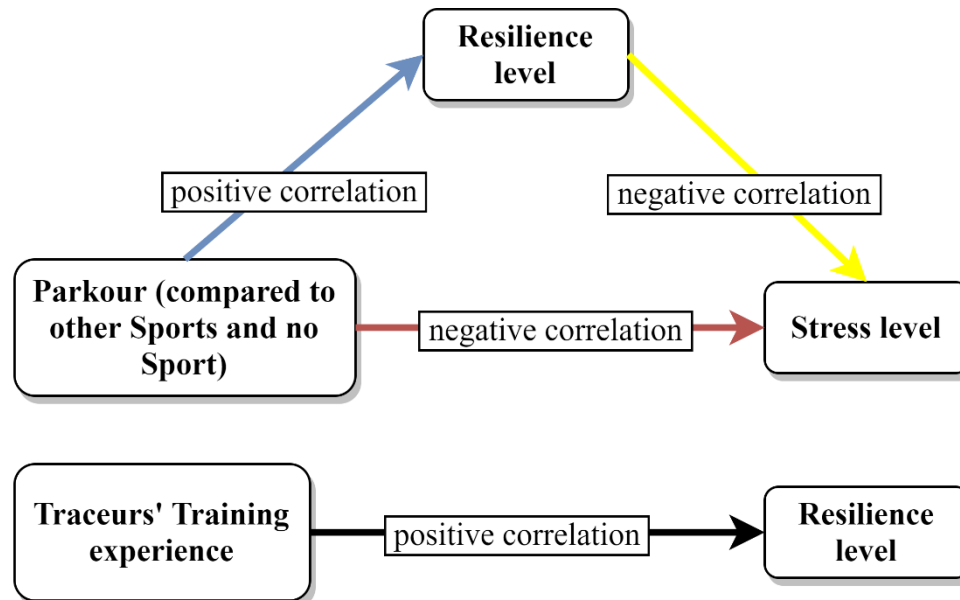 Resilience
level
positive correlation
negative correlation
Parkour (compared to
other Sports and no
Sport)
negative correlation
Stress level
Traceurs' Training
experience
positive correlation
Resilience
level